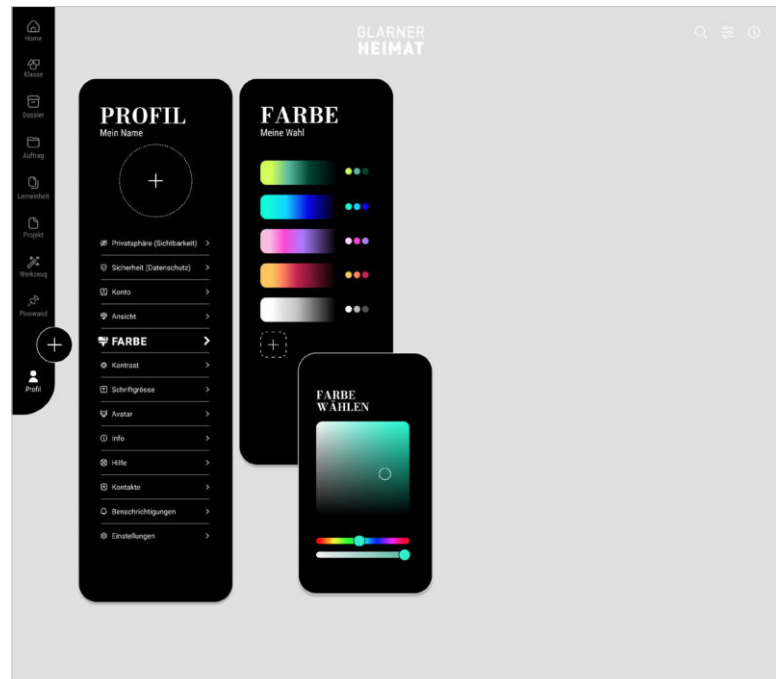 GLARNER
HEIMAT
Home
Klasse
Dossier
Auftrag
Lerneinheit
Projekt
Werkzeug
Pinnwand
Profil
PROFIL
Mein Name
Privatsphäre (Sichtbarkeit)
Sicherheit (Datenschutz)
Konto
Ansicht
FARBE
Kontrast
Schriftgrösse
Avatar
Info
Hilfe
Kontakte
Benachrichtigungen
Einstellungen
FARBE
Meine Wahl
FARBE
WÄHLEN